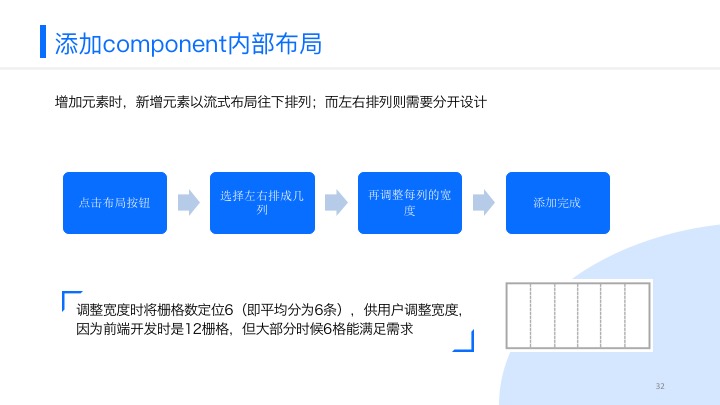 添加component内部布局
增加元素时，新增元素以流式布局往下排列；而左右排列则需要分开设计
点击布局按钮
选择左右排成几
列
再调整每列的宽
度
添加完成
调整宽度时将栅格数定位6（即平均分为6条），供用户调整宽度，
因为前端开发时是12栅格，但大部分时候6格能满足需求
32